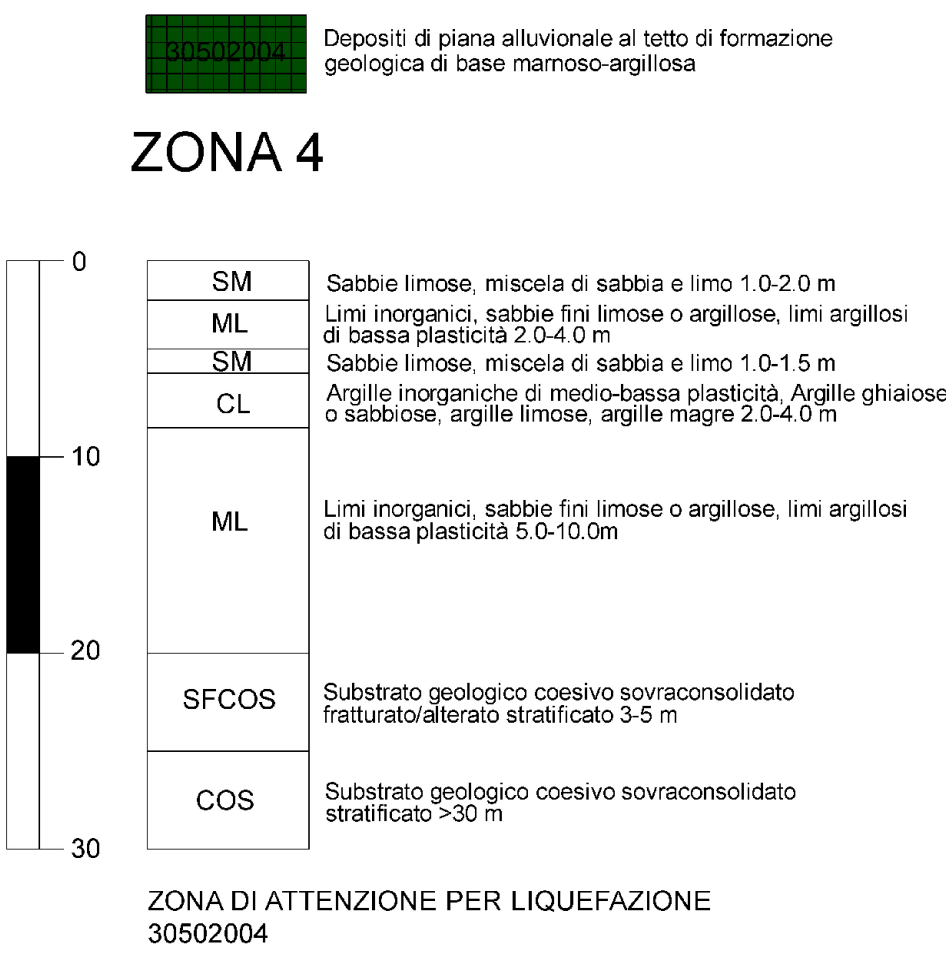 30502004
Depositi di piana alluvionale al tetto di formazione
geologica di base marnoso-argillosa
ZONA 4
0
SM
Sabbie limose, miscela di sabbia e limo 1.0-2.0 m
ML
Limi inorganici, sabbie fini limose o argillose, limi argillosi
di bassa plasticità 2.0-4.0 m
SM
Sabbie limose, miscela di sabbia e limo 1.0-1.5 m
CL
Argille inorganiche di medio-bassa plasticità, Argille ghiaiose
o sabbiose, argille limose, argille magre 2.0-4.0 m
10
ML
Limi inorganici, sabbie fini limose o argillose, limi argillosi
di bassa plasticità 5.0-10.0m
20
SFCOS
Substrato geologico coesivo sovraconsolidato
fratturato/alterato stratificato 3-5 m
COS
Substrato geologico coesivo sovraconsolidato
stratificato >30 m
30
ZONA DI ATTENZIONE PER LIQUEFAZIONE
30502004